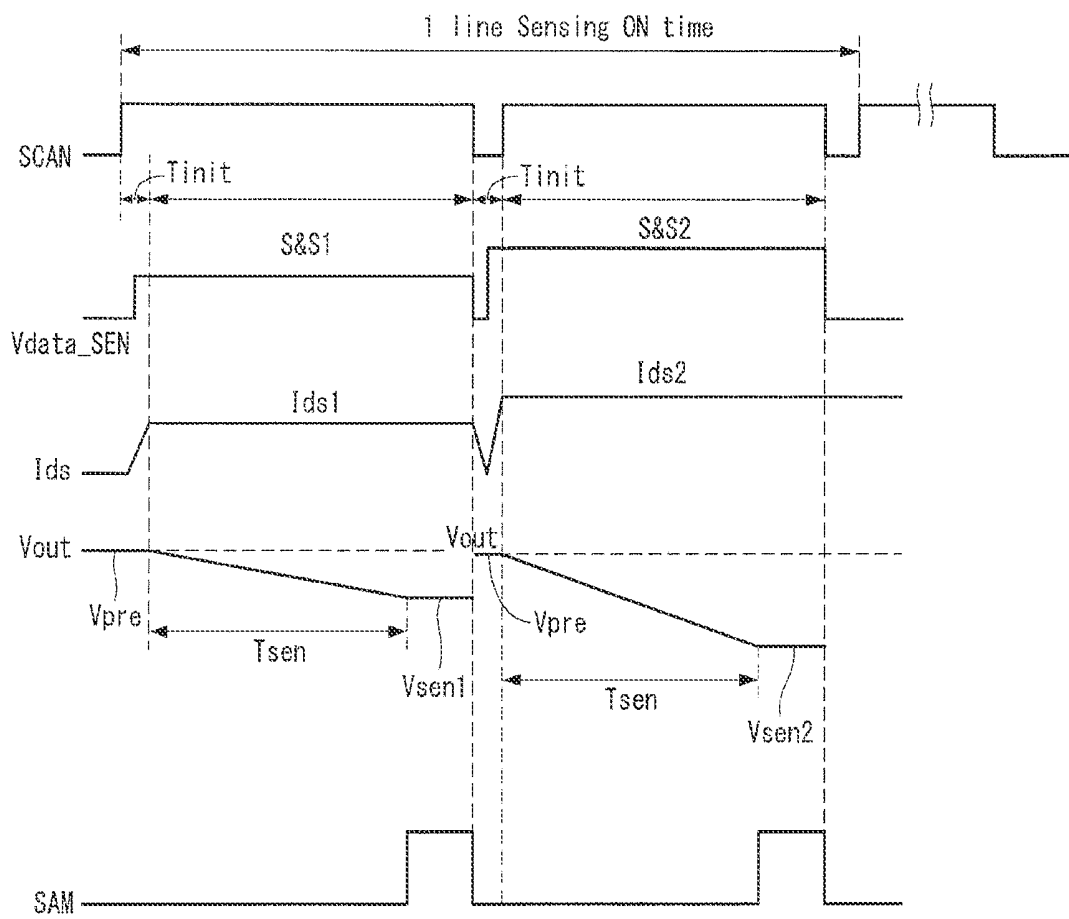 1 line Sensing ON time
SCAN
Tinit
Tinit
S&S1
S&S2
Vdata_SEN
Ids1
Ids2
Ids
Vout
Vout
Vpre
Vpre
Tsen
Vsen1
Tsen
Vsen2
SAM